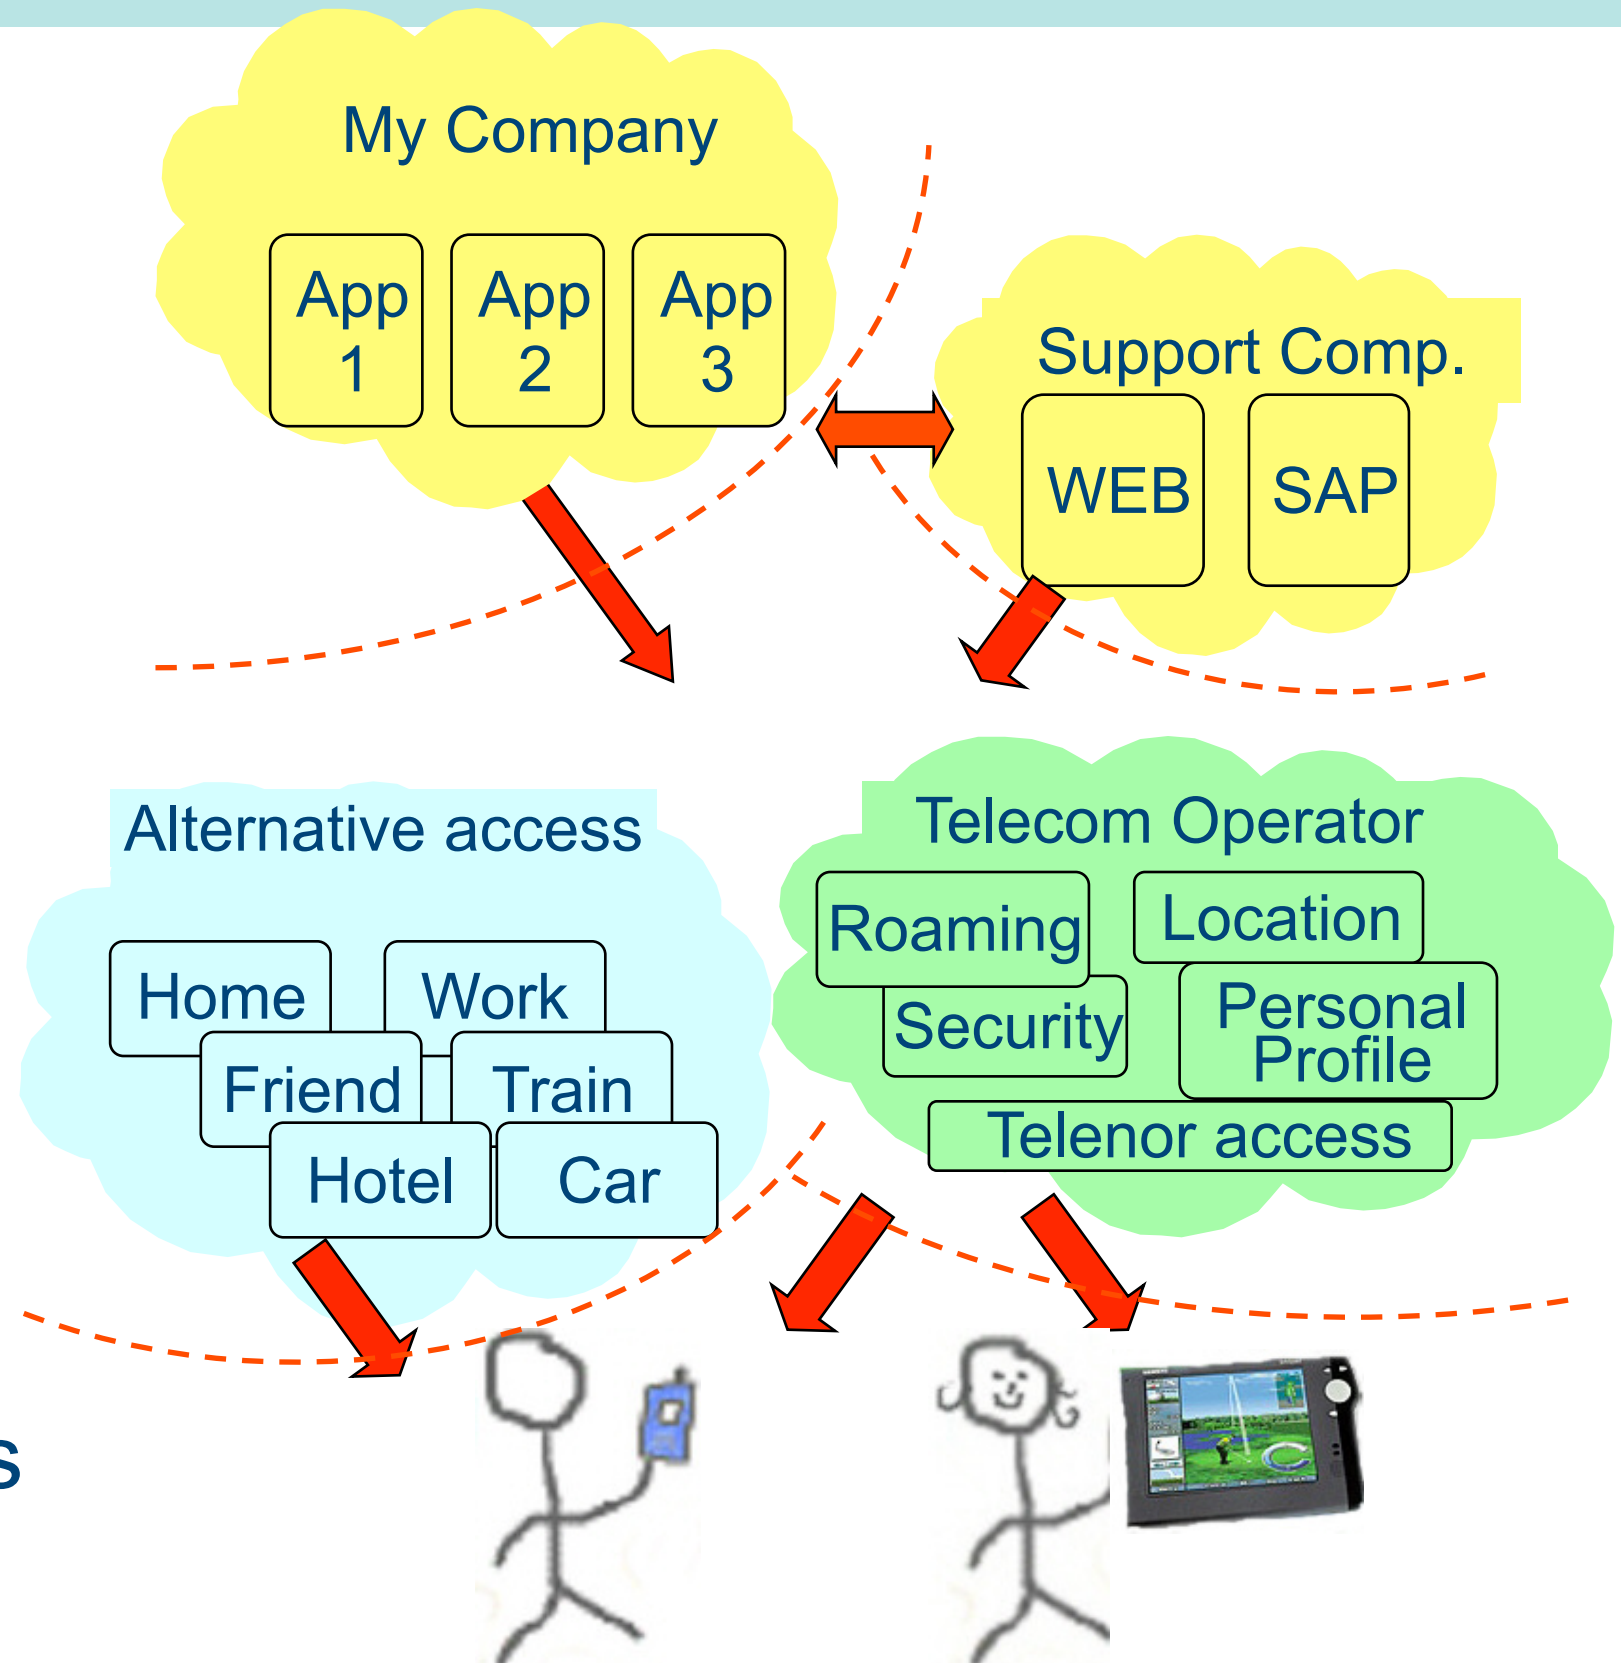 My Company
App
1
App
2
App
3
Support Comp.
WEB
SAP
Alternative access
Home
Work
Friend
Train
Hotel
Car
Telecom Operator
Roaming
Location
Security
Personal
Profile
Telenor access
s